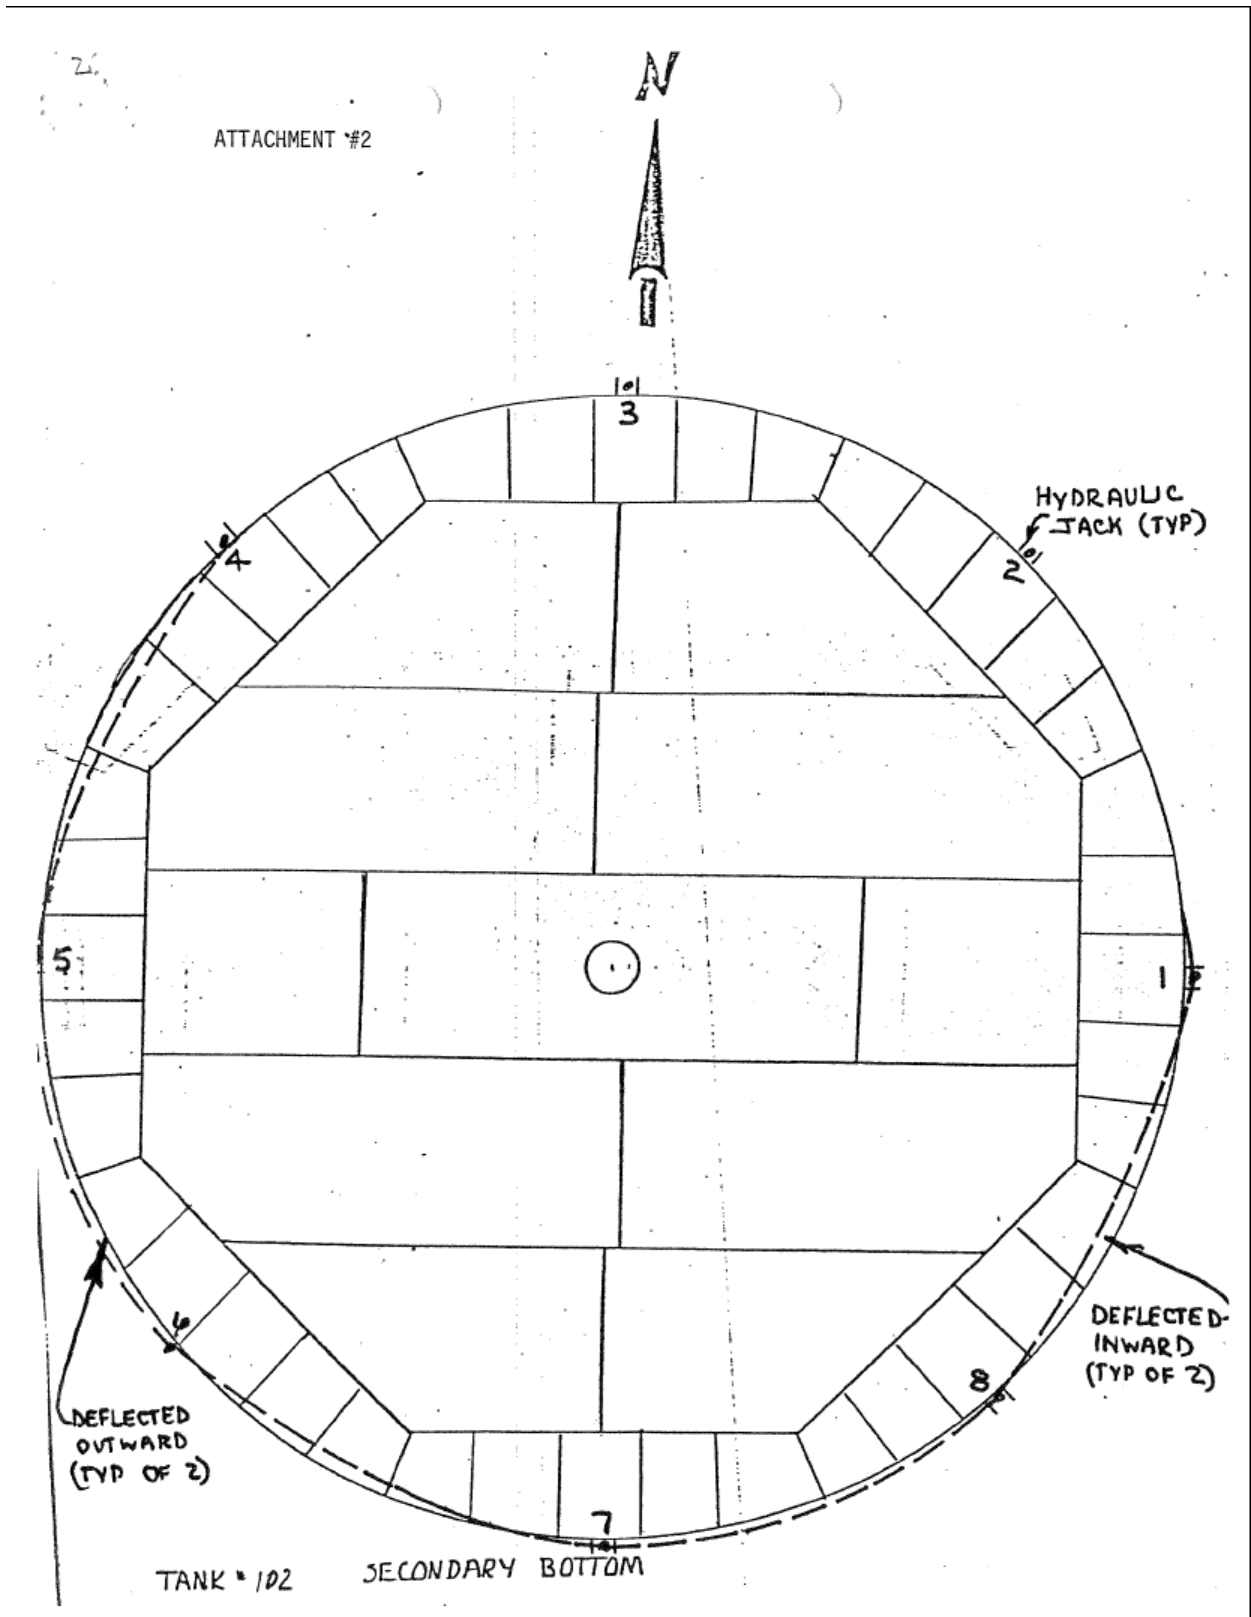 N
ATTACHMENT #2
3
HYDRAULIC
JACK (TYP)
4
2
5
1
6
8
DEFLECTED
INWARD
(TYP OF 2)
DEFLECTED
OUTWARD
(TYP OF 2)
7
TANK # 102 SECONDARY BOTTOM